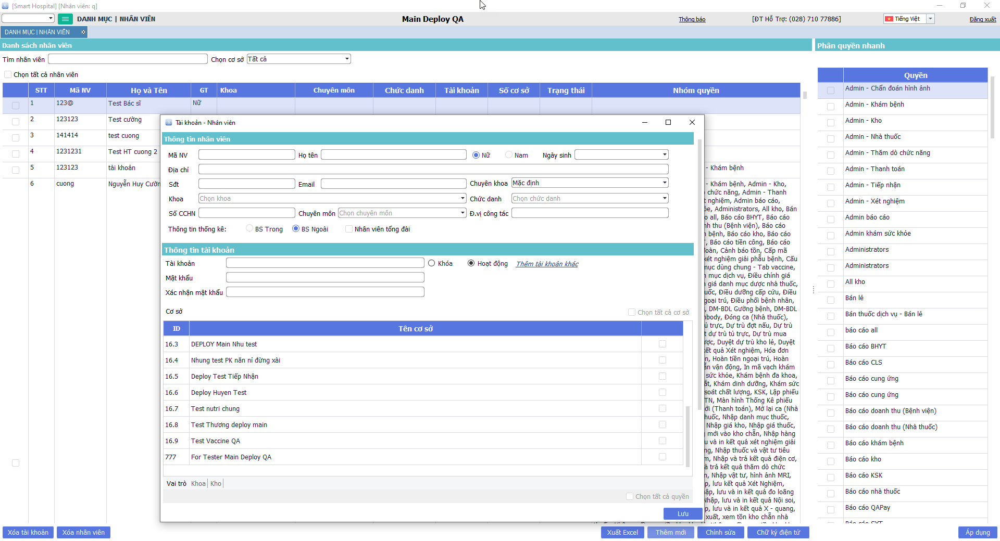 [Smart Hospital] [Nhân viên: q]
DANH MỤC | NHÂN VIÊN
Main Deploy QA
Thông báo
[ĐT Hỗ Trợ: (028) 710 77886]
Tiếng Việt
Đăng xuất
DANH MỤC | NHÂN VIÊN
Danh sách nhân viên
Phân quyền nhanh
Tìm nhân viên
Chọn cơ sở
Tất cả
Chọn tất cả nhân viên
STT Mã NV Họ và Tên GT Khoa Chuyên môn Chức danh Tài khoản Số cơ sở Trạng thái Nhóm quyền
1 123@ Test Bác sĩ Nữ
2 123123 Test cường
3 141414 test cuong
4 1231231 Test HT cuong 2
5 123123 tài khoản
- Khám bệnh
6 cuong Nguyễn Huy Cườn
- Khám bệnh, Admin - Kho,
chức năng, Admin - Thanh
t nghiệm, Admin báo cáo,
ỏe, Administrators, All kho, Bán
o all, Báo cáo BHYT, Báo cáo
nh thu (Bệnh viện), Báo cáo
bệnh, Báo cáo kho, Báo cáo
, Báo cáo tiền công, Báo cáo
đoàn, Cảnh báo tồn, Cấp mã
xét nghiệm giải phẫu bệnh, Cấu
mục dùng chung - Tab vaccine,
mục dịch vụ, Điều chỉnh giá
giá danh mục dược nhà thuốc,
uốc, Điều dưỡng cấp cứu, Điều
goại trú, Điều phối bệnh nhân,
, DM-BDL Gường bệnh, DM-BDL
nbody, Đóng ca (Nhà thuốc),
ủ trực, Dự trù đợt nấu, Dự trù
t dự trù tủ trực, Dự trù mua
ược, Duyệt dự trù kho lẻ, Duyệt
kết quả Xét nghiệm, Hóa đơn
n, Hoàn tiền ngoại trú, Hoàn
ẫn vận động, In mã vạch khám
sức khỏe, Khám bệnh đa khoa,
ắt, Khám dinh dưỡng, Khám sức
soát chất lượng, KSK, Lập phiếu
TN, Màn hình Thống Kê phiếu
ới (Thanh toán), Mở lại ca (Nhà
huốc, Nhập danh mục thuốc,
Nhập giá kho, Nhập giá thuốc,
mới vào kho chẵn, Nhập hàng
u và in kết quả xét nghiệm giải
ng, Nhập thuốc và vật tư tiêu
m, Nhập và trả kết quả điện cơ,
à trả kết quả thăm dò chức
n, Nhập vật tư, hình ảnh MRI,
p, lưu kết quả Xét Nghiệm,
hập, lưu và in kết quả đo loãng
Nhập, lưu và in kết quả Nội soi,
p, lưu và in kết quả X - quang,
xuất, xem tồn kho chẵn nhà
Tài khoản - Nhân viên
Thông tin nhân viên
Mã NV
Họ tên
Nữ
Nam
Ngày sinh
Địa chỉ
Sđt
Email
Chuyên khoa
Mặc định
Khoa
Chọn khoa
Chức danh
Chọn chức danh
Số CCHN
Chuyên môn
Chọn chuyên môn
Đ.vị công tác
Thông tin thống kê:
BS Trong
BS Ngoài
Nhân viên tổng đài
Thông tin tài khoản
Tài khoản
Khóa
Hoạt động
Thêm tài khoản khác
Mật khẩu
Xác nhận mật khẩu
Cơ sở
Chọn tất cả cơ sở
ID Tên cơ sở
16.3 DEPLOY Main Nhu test
16.4 Nhung test PK năn nỉ đừng xài
16.5 Deploy Test Tiếp Nhận
16.6 Deploy Huyen Test
16.7 Test nutri chung
16.8 Test Thương deploy main
16.9 Test Vaccine QA
777 For Tester Main Deploy QA
Vai trò Khoa Kho
Chọn tất cả quyền
Lưu
Quyền
Admin - Chẩn đoán hình ảnh
Admin - Khám bệnh
Admin - Kho
Admin - Nhà thuốc
Admin - Thăm dò chức năng
Admin - Thanh toán
Admin - Tiếp nhận
Admin - Xét nghiệm
Admin báo cáo
Admin khám sức khỏe
Administrators
Administrators
All kho
Bán lẻ
Bán thuốc dịch vụ - Bán lẻ
báo cáo all
Báo cáo BHYT
Báo cáo CLS
Báo cáo cung ứng
Báo cáo cung ứng
Báo cáo doanh thu (Bệnh viện)
Báo cáo doanh thu (Nhà thuốc)
Báo cáo khám bệnh
Báo cáo kho
Báo cáo KSK
Báo cáo nhà thuốc
Báo cáo QAPay
Báo cáo SYT
Xóa tài khoản
Xóa nhân viên
Xuất Excel
Thêm mới
Chỉnh sửa
Chữ ký điện tử
Áp dụng